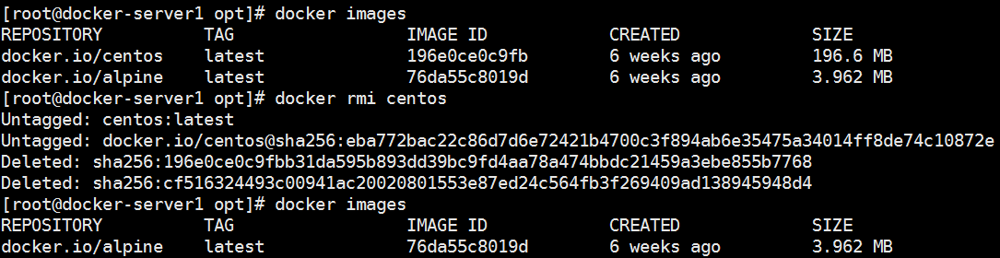 [root@docker-server1 opt]# docker images
REPOSITORY TAG IMAGE ID CREATED SIZE
docker.io/centos latest 196e0ce0c9fb 6 weeks ago 196.6 MB
docker.io/alpine latest 76da55c8019d 6 weeks ago 3.962 MB
[root@docker-server1 opt]# docker rmi centos
Untagged: centos:latest
Untagged: docker.io/centos@sha256:eba772bac22c86d7d6e72421b4700c3f894ab6e35475a34014ff8de74c10872e
Deleted: sha256:196e0ce0c9fbb31da595b893dd39bc9fd4aa78a474bbdc21459a3ebe855b7768
Deleted: sha256:cf516324493c00941ac20020801553e87ed24c564fb3f269409ad138945948d4
[root@docker-server1 opt]# docker images
REPOSITORY TAG IMAGE ID CREATED SIZE
docker.io/alpine latest 76da55c8019d 6 weeks ago 3.962 MB